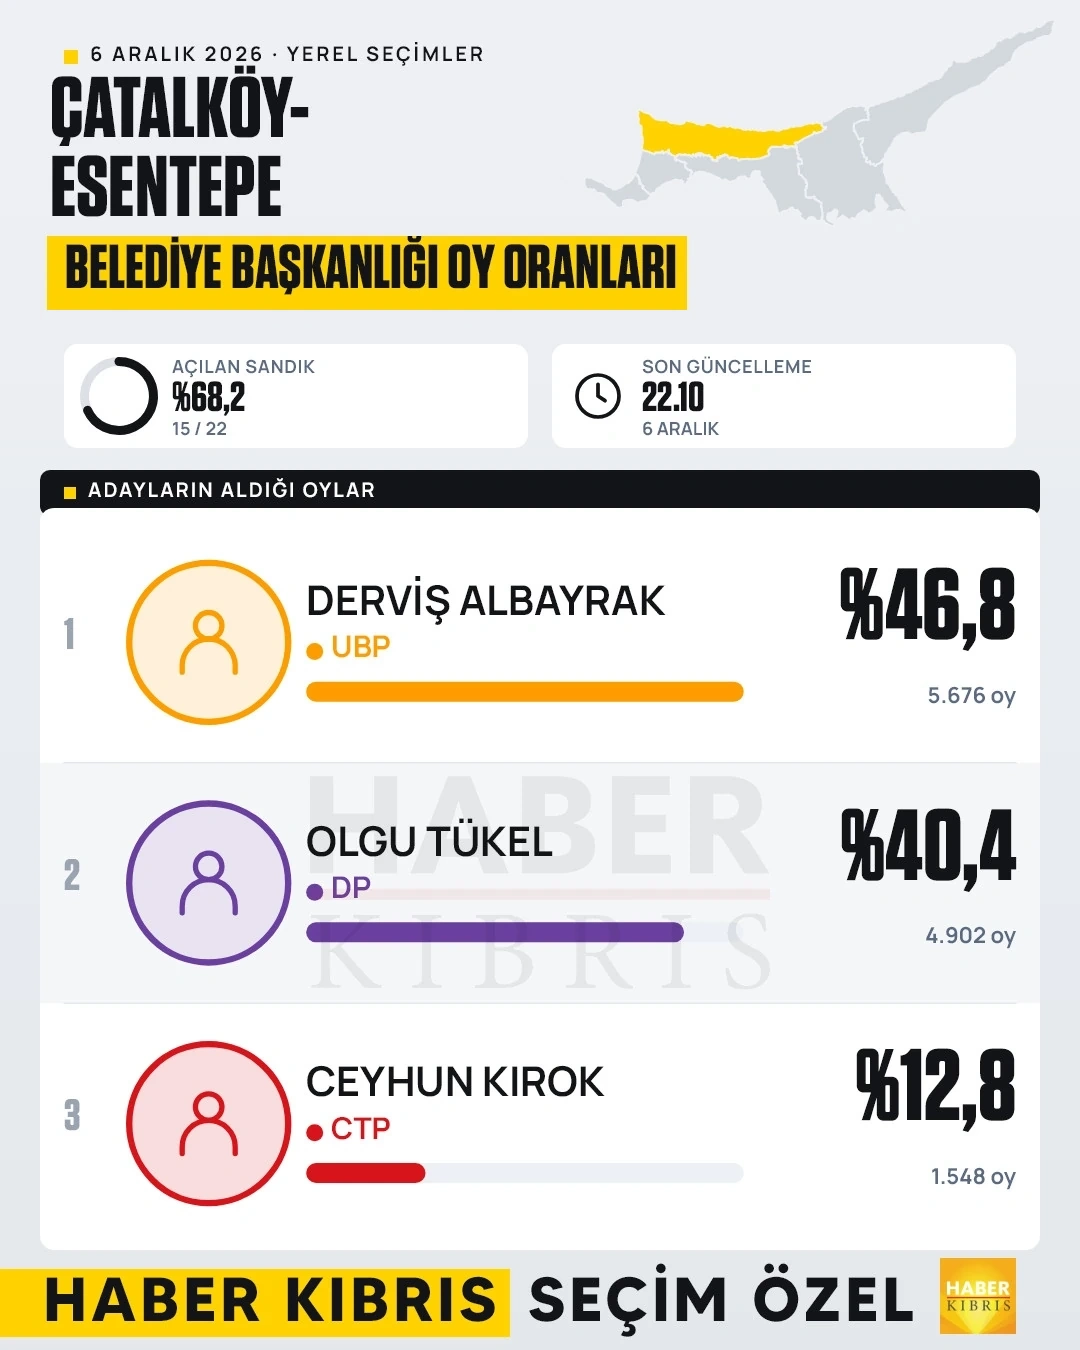 6 ARALIK 2026 · YEREL SEÇİMLER
ÇATALKÖY-
ESENTEPE
BELEDİYE BAŞKANLIĞI OY ORANLARI
AÇILAN SANDIK
%68,2
15 / 22
SON GÜNCELLEME
22.10
6 ARALIK
ADAYLARIN ALDIĞI OYLAR
1
DERVİŞ ALBAYRAK
UBP
%46,8
5.676 oy
HABER
KIBRIS
2
OLGU TÜKEL
DP
%40,4
4.902 oy
3
CEYHUN KIROK
CTP
%12,8
1.548 oy
HABER KIBRIS SEÇİM ÖZEL
HABER
KIBRIS